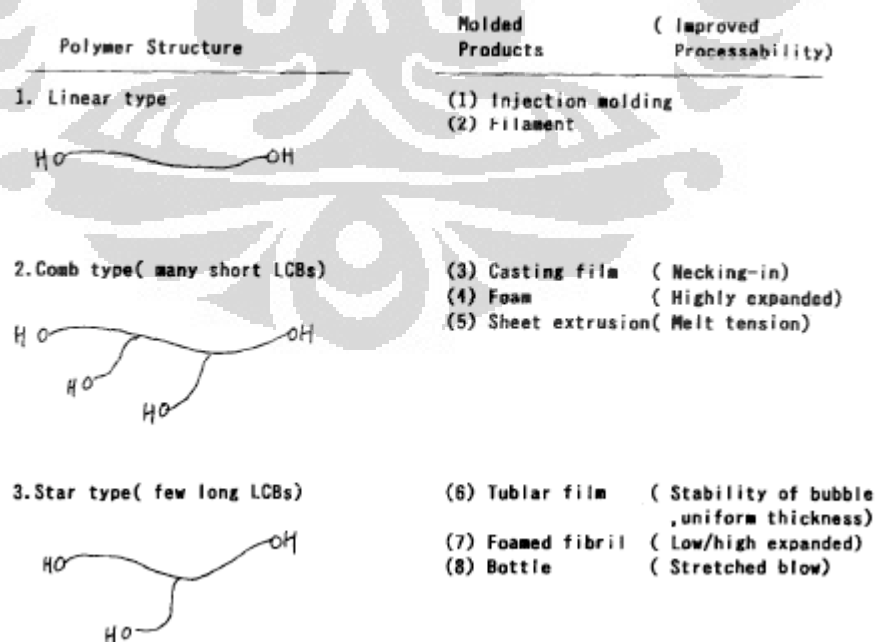 Polymer Structure
Molded Products
( Improved Processability)
1. Linear type
(1) Injection molding
(2) Filament
HO OH
2.Comb type( many short LCBs)
(3) Casting film ( Necking-in)
(4) Foam ( Highly expanded)
(5) Sheet extrusion( Melt tension)
H O OH
HO
HO
3.Star type( few long LCBs)
(6) Tublar film ( Stability of bubble
,uniform thickness)
(7) Foamed fibril ( Low/high expanded)
(8) Bottle ( Stretched blow)
HO OH
HO